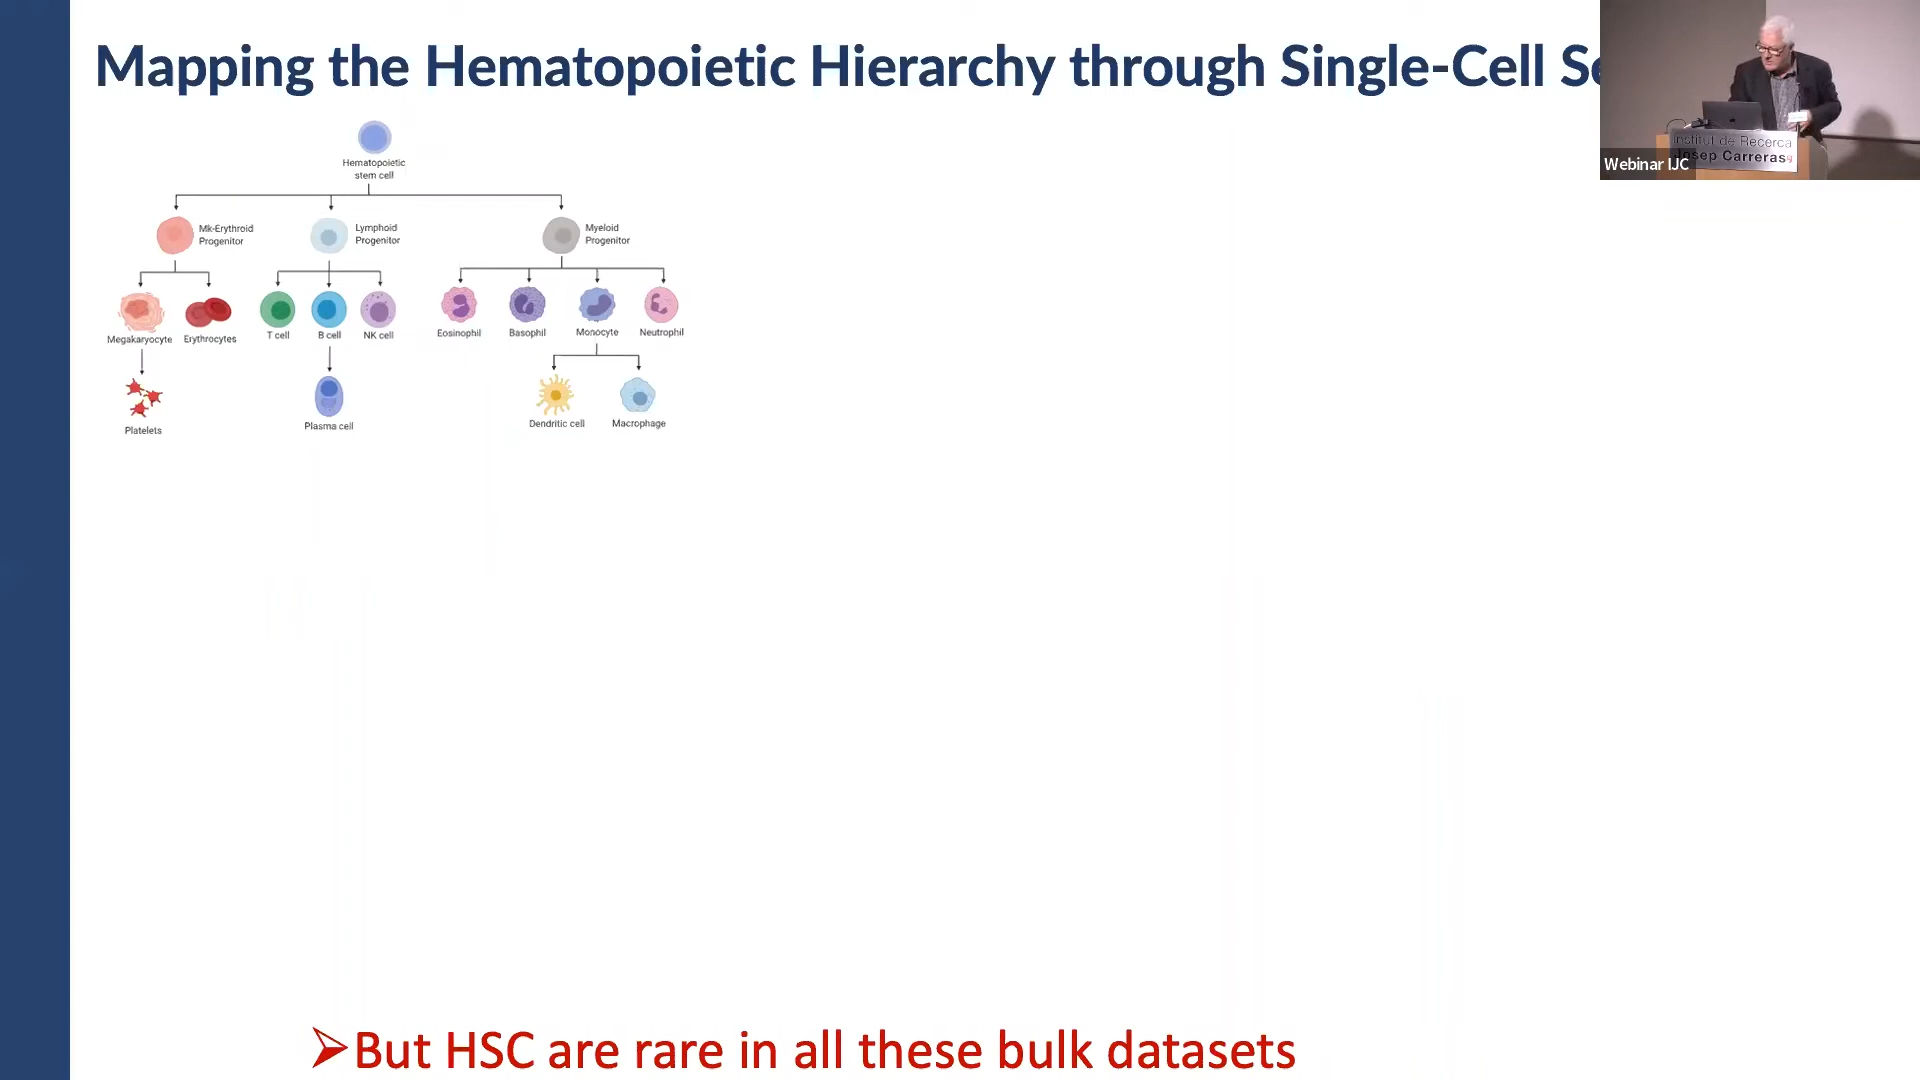 Mapping the Hematopoietic Hierarchy through Single-Cell
Institut de Recerca
Josep Carreras
Webinar IJC
Hematopoietic
stem cell
Mk-Erythroid
Progenitor
Lymphoid
Progenitor
Myeloid
Progenitor
Megakaryocyte
Erythrocytes
T cell
B cell
NK cell
Eosinophil
Basophil
Monocyte
Neutrophil
Platelets
Plasma cell
Dendritic cell
Macrophage
➢But HSC are rare in all these bulk datasets